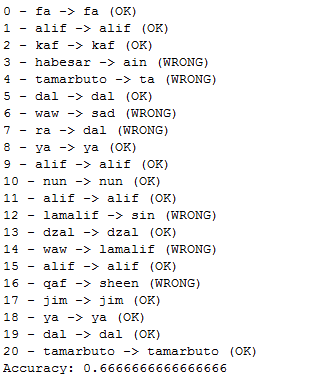 0 - fa -> fa (OK)
1 - alif -> alif (OK)
2 - kaf -> kaf (OK)
3 - habesar -> ain (WRONG)
4 - tamarbuto -> ta (WRONG)
5 - dal -> dal (OK)
6 - waw -> sad (WRONG)
7 - ra -> dal (WRONG)
8 - ya -> ya (OK)
9 - alif -> alif (OK)
10 - nun -> nun (OK)
11 - alif -> alif (OK)
12 - lamalif -> sin (WRONG)
13 - dzal -> dzal (OK)
14 - waw -> lamalif (WRONG)
15 - alif -> alif (OK)
16 - qaf -> sheen (WRONG)
17 - jim -> jim (OK)
18 - ya -> ya (OK)
19 - dal -> dal (OK)
20 - tamarbuto -> tamarbuto (OK)
Accuracy: 0.6666666666666666